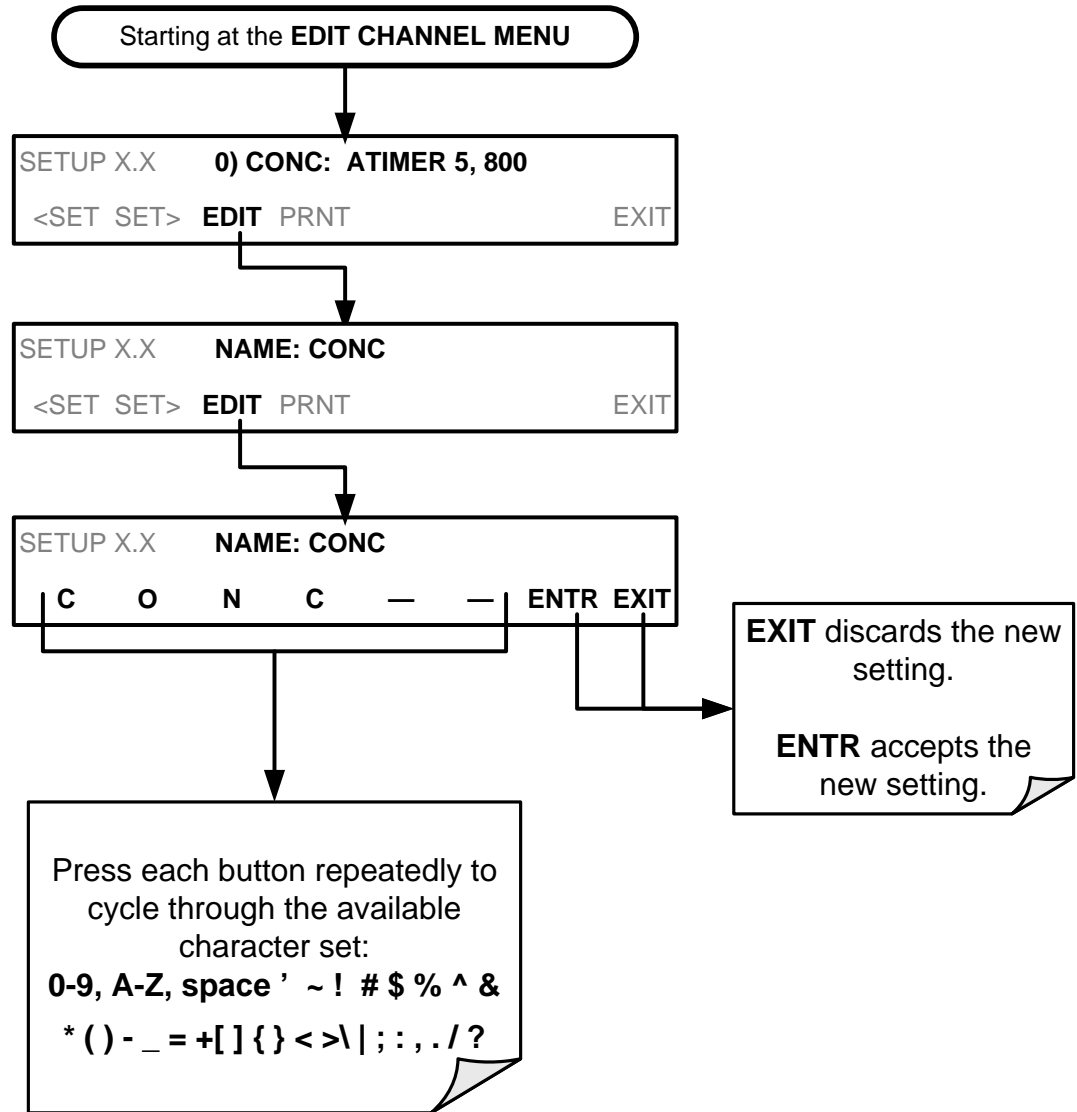 Starting at the EDIT CHANNEL MENU
SETUP X.X 0) CONC: ATIMER 5, 800
<SET SET> EDIT PRNT EXIT
SETUP X.X NAME: CONC
<SET SET> EDIT PRNT EXIT
SETUP X.X NAME: CONC
C O N C — — ENTR EXIT
EXIT discards the new
setting.
ENTR accepts the
new setting.
Press each button repeatedly to
cycle through the available
character set:
0-9, A-Z, space ’ ~ ! # $ % ^ &
* ( ) - _ = +[ ] { } < >\ | ; : , . / ?